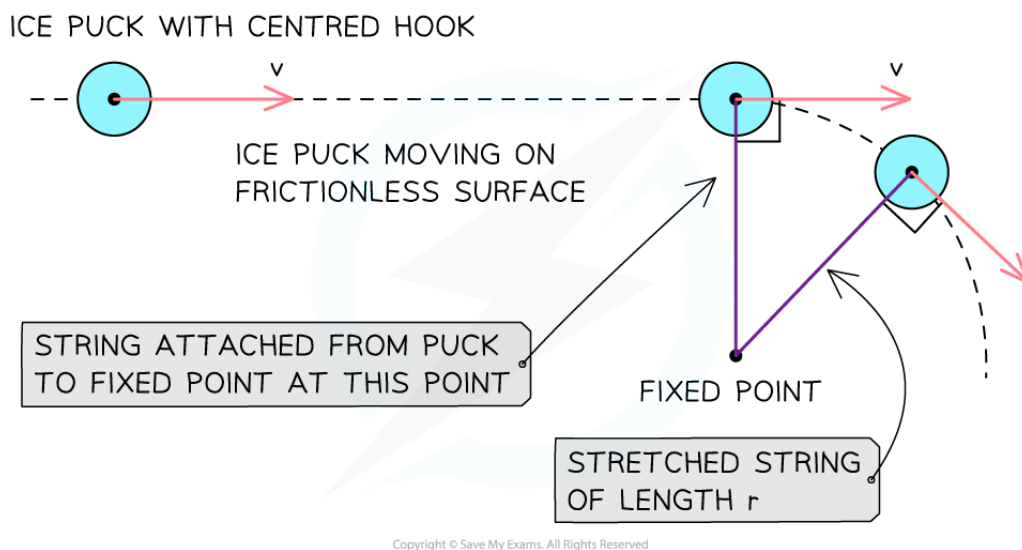 ICE PUCK WITH CENTRED HOOK
v
v
ICE PUCK MOVING ON
FRICTIONLESS SURFACE
STRING ATTACHED FROM PUCK
TO FIXED POINT AT THIS POINT
FIXED POINT
STRETCHED STRING
OF LENGTH r
Copyright © Save My Exams. All Rights Reserved